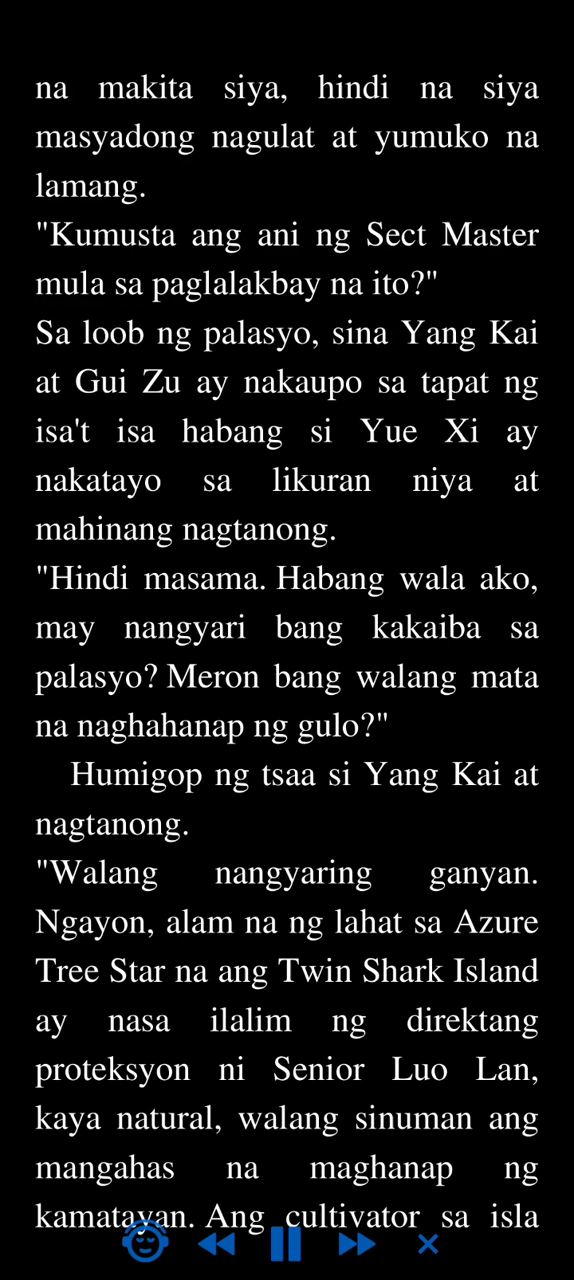 na makita siya, hindi na siya
masyadong nagulat at yumuko na
lamang.
"Kumusta ang ani ng Sect Master
mula sa paglalakbay na ito?"
Sa loob ng palasyo, sina Yang Kai
at Gui Zu ay nakaupo sa tapat ng
isa't isa habang si Yue Xi ay
nakatayo sa likuran niya at
mahinang nagtanong.
"Hindi masama. Habang wala ako,
may nangyari bang kakaiba sa
palasyo? Meron bang walang mata
na naghahanap ng gulo?"
Humigop ng tsaa si Yang Kai at
nagtanong.
"Walang nangyaring ganyan.
Ngayon, alam na ng lahat sa Azure
Tree Star na ang Twin Shark Island
ay nasa ilalim ng direktang
proteksyon ni Senior Luo Lan,
kaya natural, walang sinuman ang
mangahas na maghanap ng
kamatayan. Ang cultivator sa isla